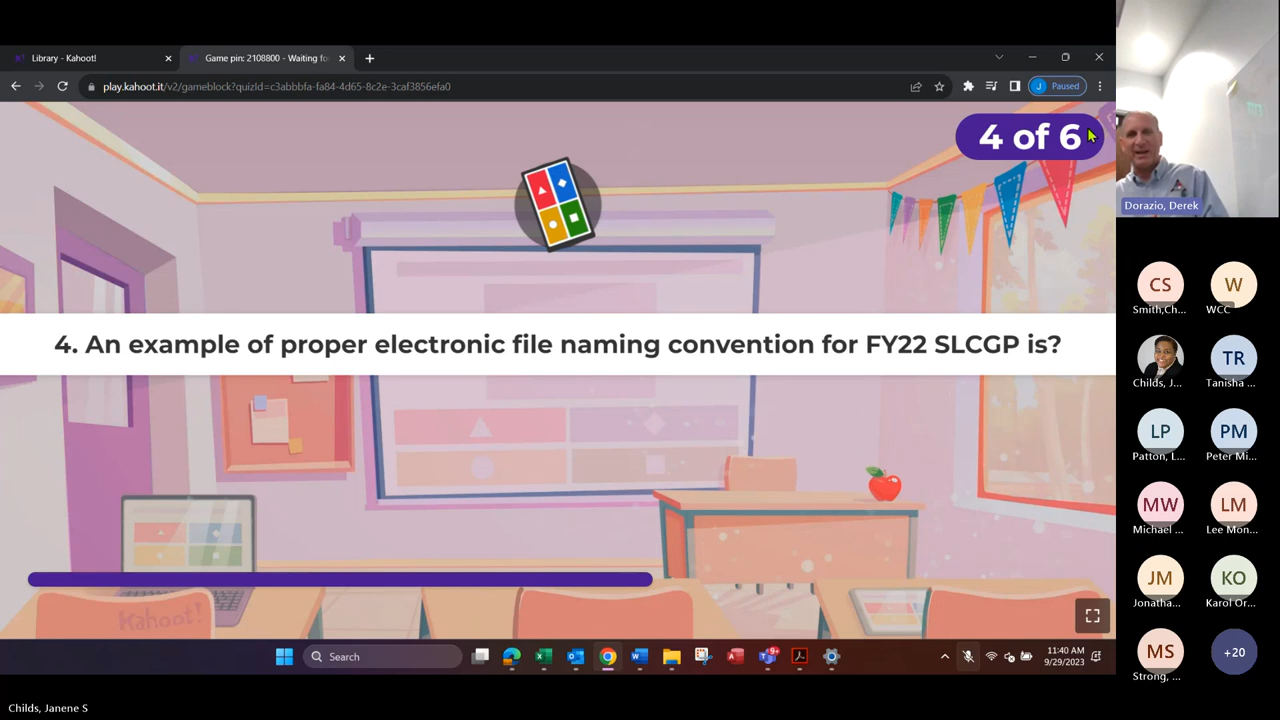 Library - Kahoot!
Game pin: 2108800 - Waiting fo
play.kahoot.it/v2/gameblock?quizId=c3abbbfa-fa84-4d65-8c2e-3caf3856efa0
J Paused
4 of 6
4. An example of proper electronic file naming convention for FY22 SLCGP is?
Kahoot!
Search
9+
11:40 AM
9/29/2023
Dorazio, Derek
CS
W
Smith,Ch...
WCC
TR
Childs, J...
Tanisha ...
LP
PM
Patton, L...
Peter Mi...
MW
LM
Michael ...
Lee Mon...
JM
KO
Jonatha...
Karol Or...
MS
+20
Strong, ...
Childs, Janene S